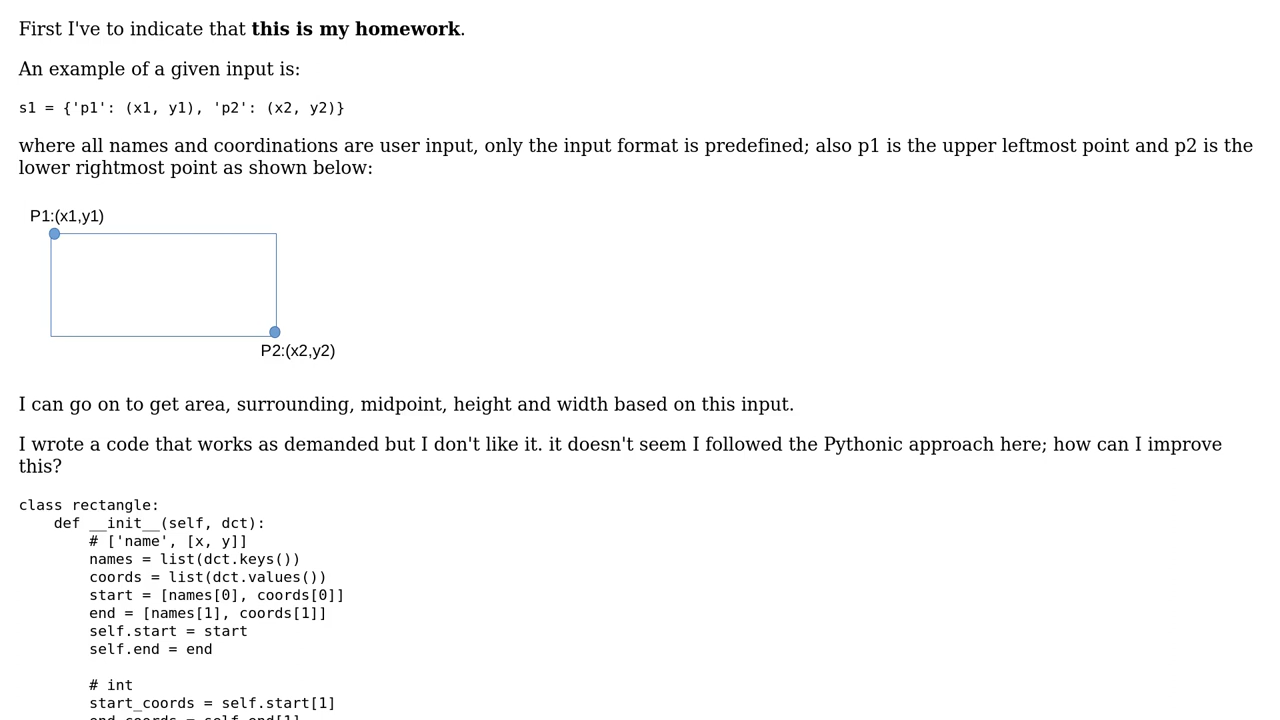 First I've to indicate that this is my homework.
An example of a given input is:
s1 = {'p1': (x1, y1), 'p2': (x2, y2)}
where all names and coordinations are user input, only the input format is predefined; also p1 is the upper leftmost point and p2 is the
lower rightmost point as shown below:
P1:(x1,y1)
P2:(x2,y2)
I can go on to get area, surrounding, midpoint, height and width based on this input.
I wrote a code that works as demanded but I don't like it. it doesn't seem I followed the Pythonic approach here; how can I improve
this?
class rectangle:
    def __init__(self, dct):
        # ['name', [x, y]]
        names = list(dct.keys())
        coords = list(dct.values())
        start = [names[0], coords[0]]
        end = [names[1], coords[1]]
        self.start = start
        self.end = end
        # int
        start_coords = self.start[1]
        end_coords = self.end[1]